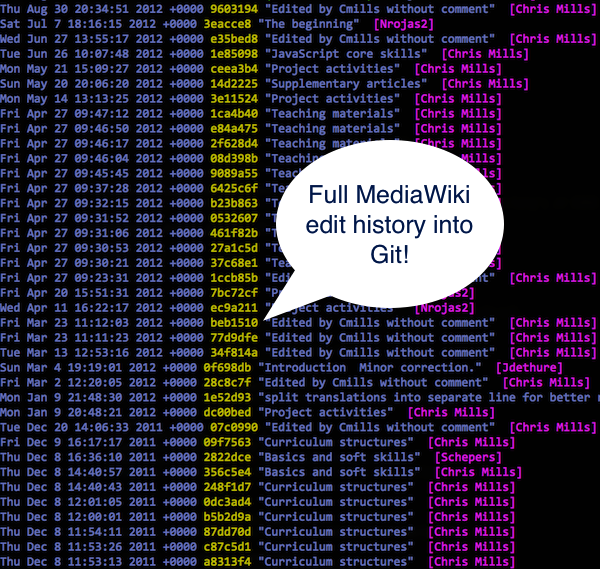 Thu Aug 30 20:34:51 2012 +0000 9603194 "Edited by Cmills without comment" [Chris Mills]
Sat Jul 7 18:16:15 2012 +0000 3eacce8 "The beginning" [Nrojas2]
Wed Jun 27 13:55:17 2012 +0000 e35bed8 "Edited by Cmills without comment" [Chris Mills]
Tue Jun 26 10:07:48 2012 +0000 1e85098 "JavaScript core skills" [Chris Mills]
Mon May 21 15:09:27 2012 +0000 ceea3b4 "Project activities" [Chris Mills]
Sun May 20 20:06:20 2012 +0000 14d2225 "Supplementary articles" [Chris Mills]
Mon May 14 13:13:25 2012 +0000 3e11524 "Project activities" [Chris Mills]
Fri Apr 27 09:47:12 2012 +0000 1ca4b40 "Teaching materials" [Chris Mills]
Fri Apr 27 09:46:50 2012 +0000 e84a475 "Teaching materials" [Chris Mills]
Fri Apr 27 09:46:17 2012 +0000 2f628d4 "Teaching materials" [Chris Mills]
Fri Apr 27 09:46:04 2012 +0000 08d398b "Teaching Mills]
Fri Apr 27 09:45:45 2012 +0000 9089a55
Fri Apr 27 09:37:28 2012 +0000 6425c6f
Fri Apr 27 09:32:15 2012 +0000 b23b863
Fri Apr 27 09:31:52 2012 +0000 0532607
Fri Apr 27 09:31:06 2012 +0000 461f82b
Fri Apr 27 09:30:53 2012 +0000 27a1c5d
Fri Apr 27 09:30:21 2012 +0000 37c68e1
Fri Apr 27 09:23:31 2012 +0000 1ccb85b [Chris Mills]
Fri Apr 20 15:51:31 2012 +0000 7bc72cf
Wed Apr 11 16:22:17 2012 +0000 ec9a211 activities" [Nrojas2]
Fri Mar 23 11:12:03 2012 +0000 beb1510 "Edited by Cmills without comment" [Chris Mills]
Fri Mar 23 11:11:23 2012 +0000 77d9dfe "Edited by Cmills without comment" [Chris Mills]
Tue Mar 13 12:53:16 2012 +0000 34f814a "Edited by Cmills without comment" [Chris Mills]
Sun Mar 4 19:19:01 2012 +0000 0f698db "Introduction Minor correction." [Jdethure]
Fri Mar 2 12:20:05 2012 +0000 28c8c7f "Edited by Cmills without comment" [Chris Mills]
Mon Jan 9 21:48:30 2012 +0000 1e52d93 "split translations into separate line for better
Mon Jan 9 20:48:21 2012 +0000 dc00bed "Project activities" [Chris Mills]
Tue Dec 20 14:06:33 2011 +0000 07c0990 "Edited by Cmills without comment" [Chris Mills]
Fri Dec 9 16:17:17 2011 +0000 09f7563 "Curriculum structures" [Chris Mills]
Thu Dec 8 16:36:10 2011 +0000 2822dce "Basics and soft skills" [Schepers]
Thu Dec 8 14:40:57 2011 +0000 356c5e4 "Basics and soft skills" [Chris Mills]
Thu Dec 8 14:40:43 2011 +0000 248f1d7 "Curriculum structures" [Chris Mills]
Thu Dec 8 12:01:05 2011 +0000 0dc3ad4 "Curriculum structures" [Chris Mills]
Thu Dec 8 12:00:01 2011 +0000 b5b2d9a "Curriculum structures" [Chris Mills]
Thu Dec 8 11:54:11 2011 +0000 87dd70d "Curriculum structures" [Chris Mills]
Thu Dec 8 11:53:26 2011 +0000 c87c5d1 "Curriculum structures" [Chris Mills]
Thu Dec 8 11:53:13 2011 +0000 a8313f4 "Curriculum structures" [Chris Mills]
Full MediaWiki
edit history into
Git!